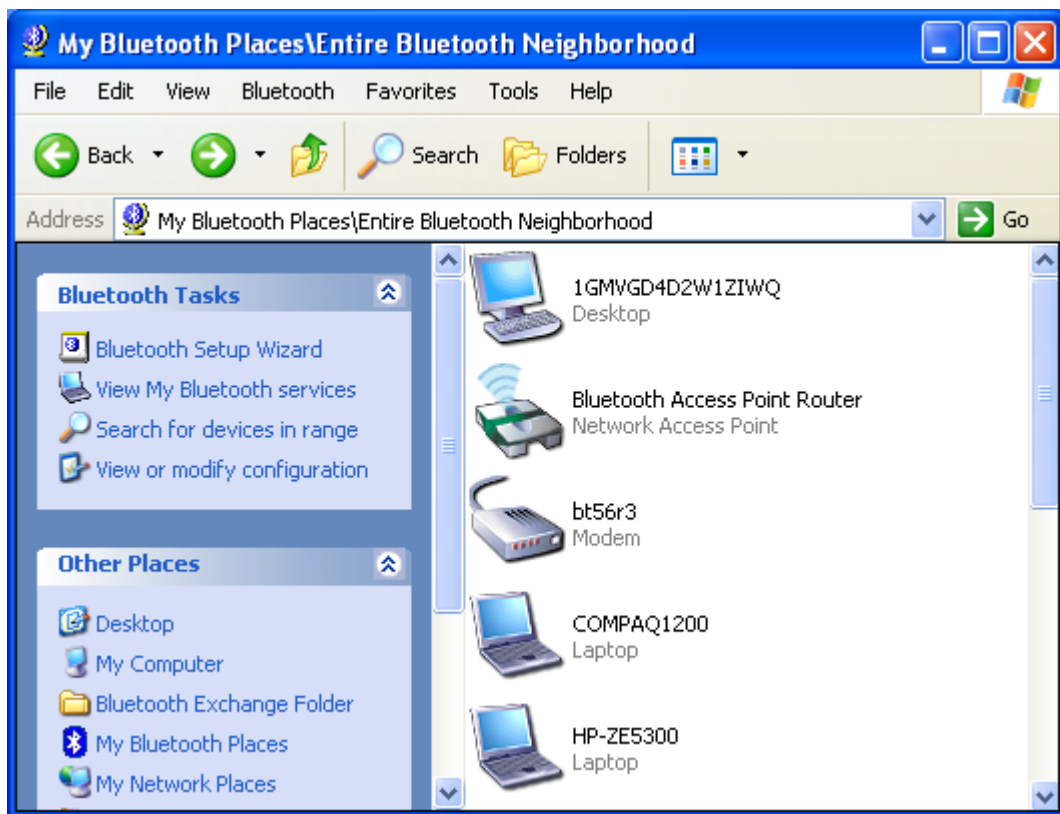 My Bluetooth Places\Entire Bluetooth Neighborhood
File Edit View Bluetooth Favorites Tools Help
Back Search Folders
Address My Bluetooth Places\Entire Bluetooth Neighborhood Go
Bluetooth Tasks
Bluetooth Setup Wizard
View My Bluetooth services
Search for devices in range
View or modify configuration
Other Places
Desktop
My Computer
Bluetooth Exchange Folder
My Bluetooth Places
My Network Places
1GMVGD4D2W1ZIWQ
Desktop
Bluetooth Access Point Router
Network Access Point
bt56r3
Modem
COMPAQ1200
Laptop
HP-ZE5300
Laptop